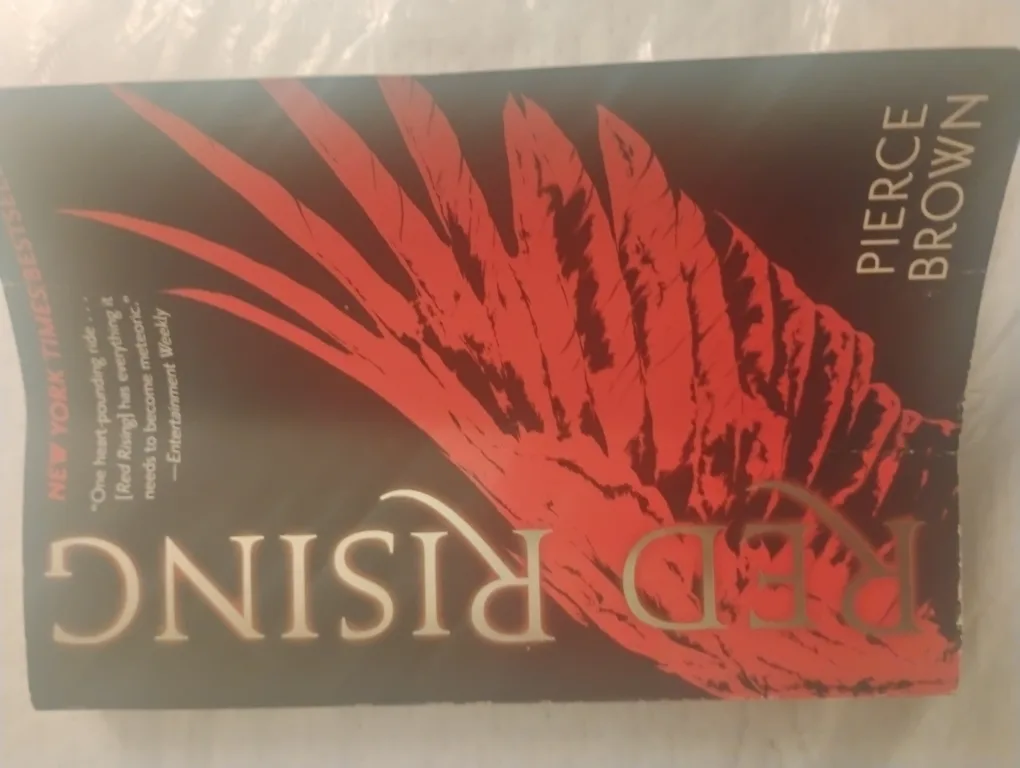 NEW YORK TIMES BESTSELLER
"One heart-pounding ride . . .
[Red Rising] has everything it
needs to become meteoric."
—Entertainment Weekly
RED RISING
PIERCE
BROWN